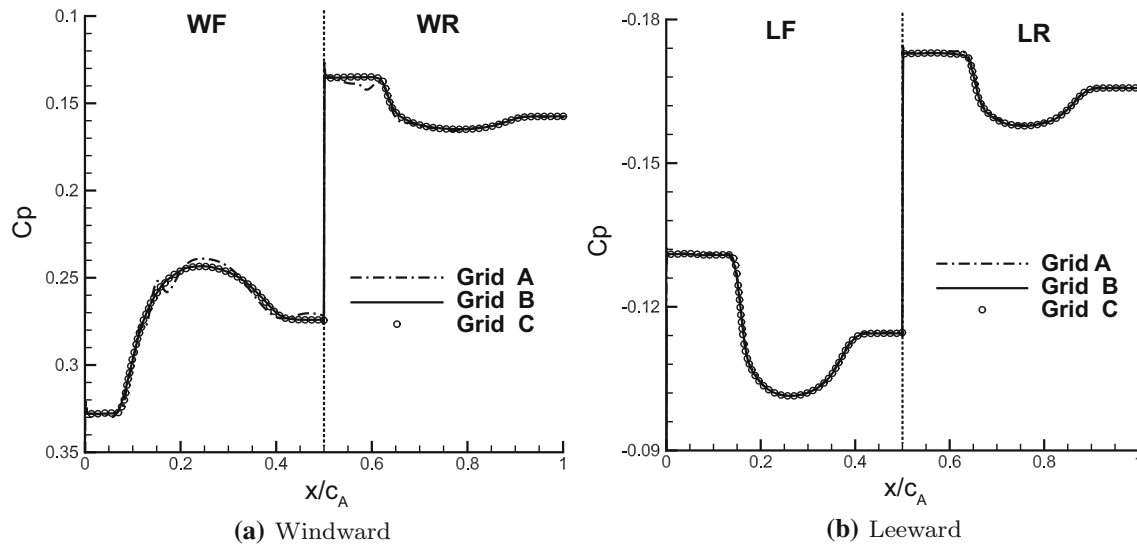 WF
WR
0.1
0.15
0.2
0.25
0.3
0.35
Cp
Grid A
Grid B
Grid C
0
0.2
0.4
0.6
0.8
1
x/c_A
(a) Windward
LF
LR
-0.18
-0.15
-0.12
-0.09
Cp
Grid A
Grid B
Grid C
0
0.2
0.4
0.6
0.8
1
x/c_A
(b) Leeward